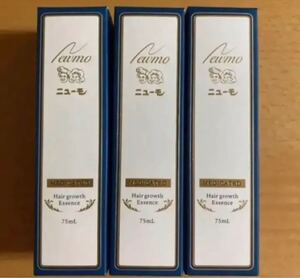 Newmo
ニューモ
MEDICATED
Hair growth
Essence
75mL
Newmo
ニューモ
MEDICATED
Hair growth
Essence
75mL
Newmo
ニューモ
MEDICATED
Hair growth
Essence
75mL